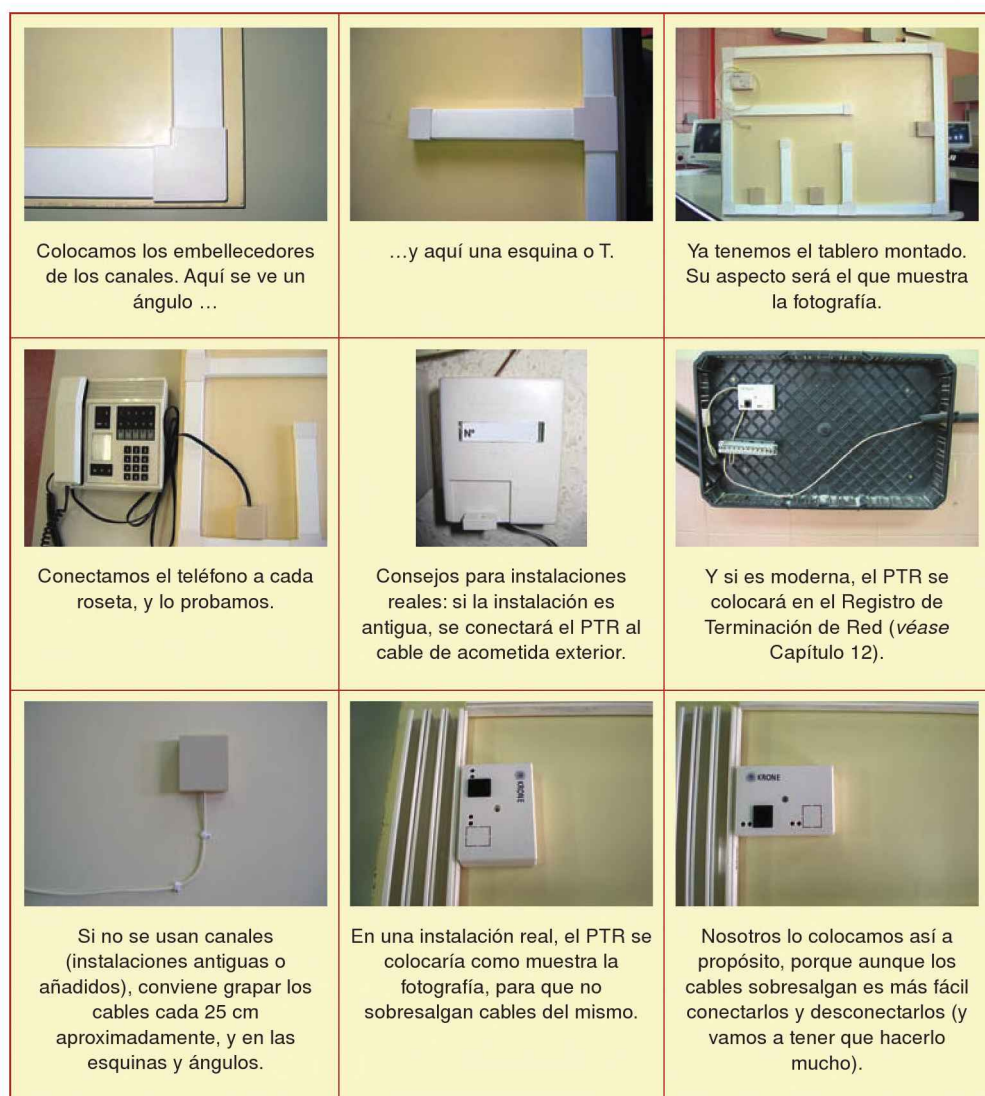 Colocamos los embellecedores
de los canales. Aquí se ve un
ángulo …
…y aquí una esquina o T.
Ya tenemos el tablero montado.
Su aspecto será el que muestra
la fotografía.
Nº
Conectamos el teléfono a cada
roseta, y lo probamos.
Consejos para instalaciones
reales: si la instalación es
antigua, se conectará el PTR al
cable de acometida exterior.
Y si es moderna, el PTR se
colocará en el Registro de
Terminación de Red (véase
Capítulo 12).
KRONE
KRONE
Si no se usan canales
(instalaciones antiguas o
añadidos), conviene grapar los
cables cada 25 cm
aproximadamente, y en las
esquinas y ángulos.
En una instalación real, el PTR se
colocaría como muestra la
fotografía, para que no
sobresalgan cables del mismo.
Nosotros lo colocamos así a
propósito, porque aunque los
cables sobresalgan es más fácil
conectarlos y desconectarlos (y
vamos a tener que hacerlo
mucho).